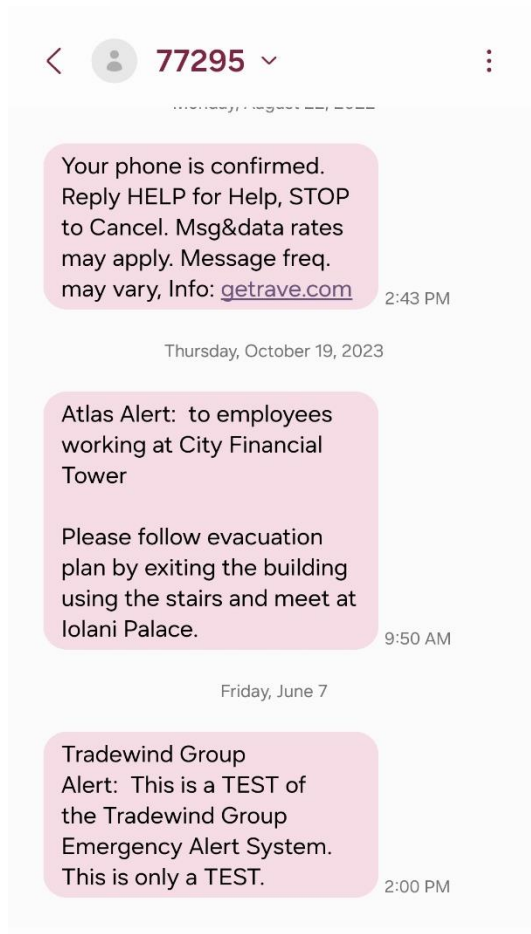 77295
Your phone is confirmed.
Reply HELP for Help, STOP
to Cancel. Msg&data rates
may apply. Message freq.
may vary, Info: getrave.com
2:43 PM
Thursday, October 19, 2023
Atlas Alert:  to employees
working at City Financial
Tower
Please follow evacuation
plan by exiting the building
using the stairs and meet at
Iolani Palace.
9:50 AM
Friday, June 7
Tradewind Group
Alert:  This is a TEST of
the Tradewind Group
Emergency Alert System.
This is only a TEST.
2:00 PM